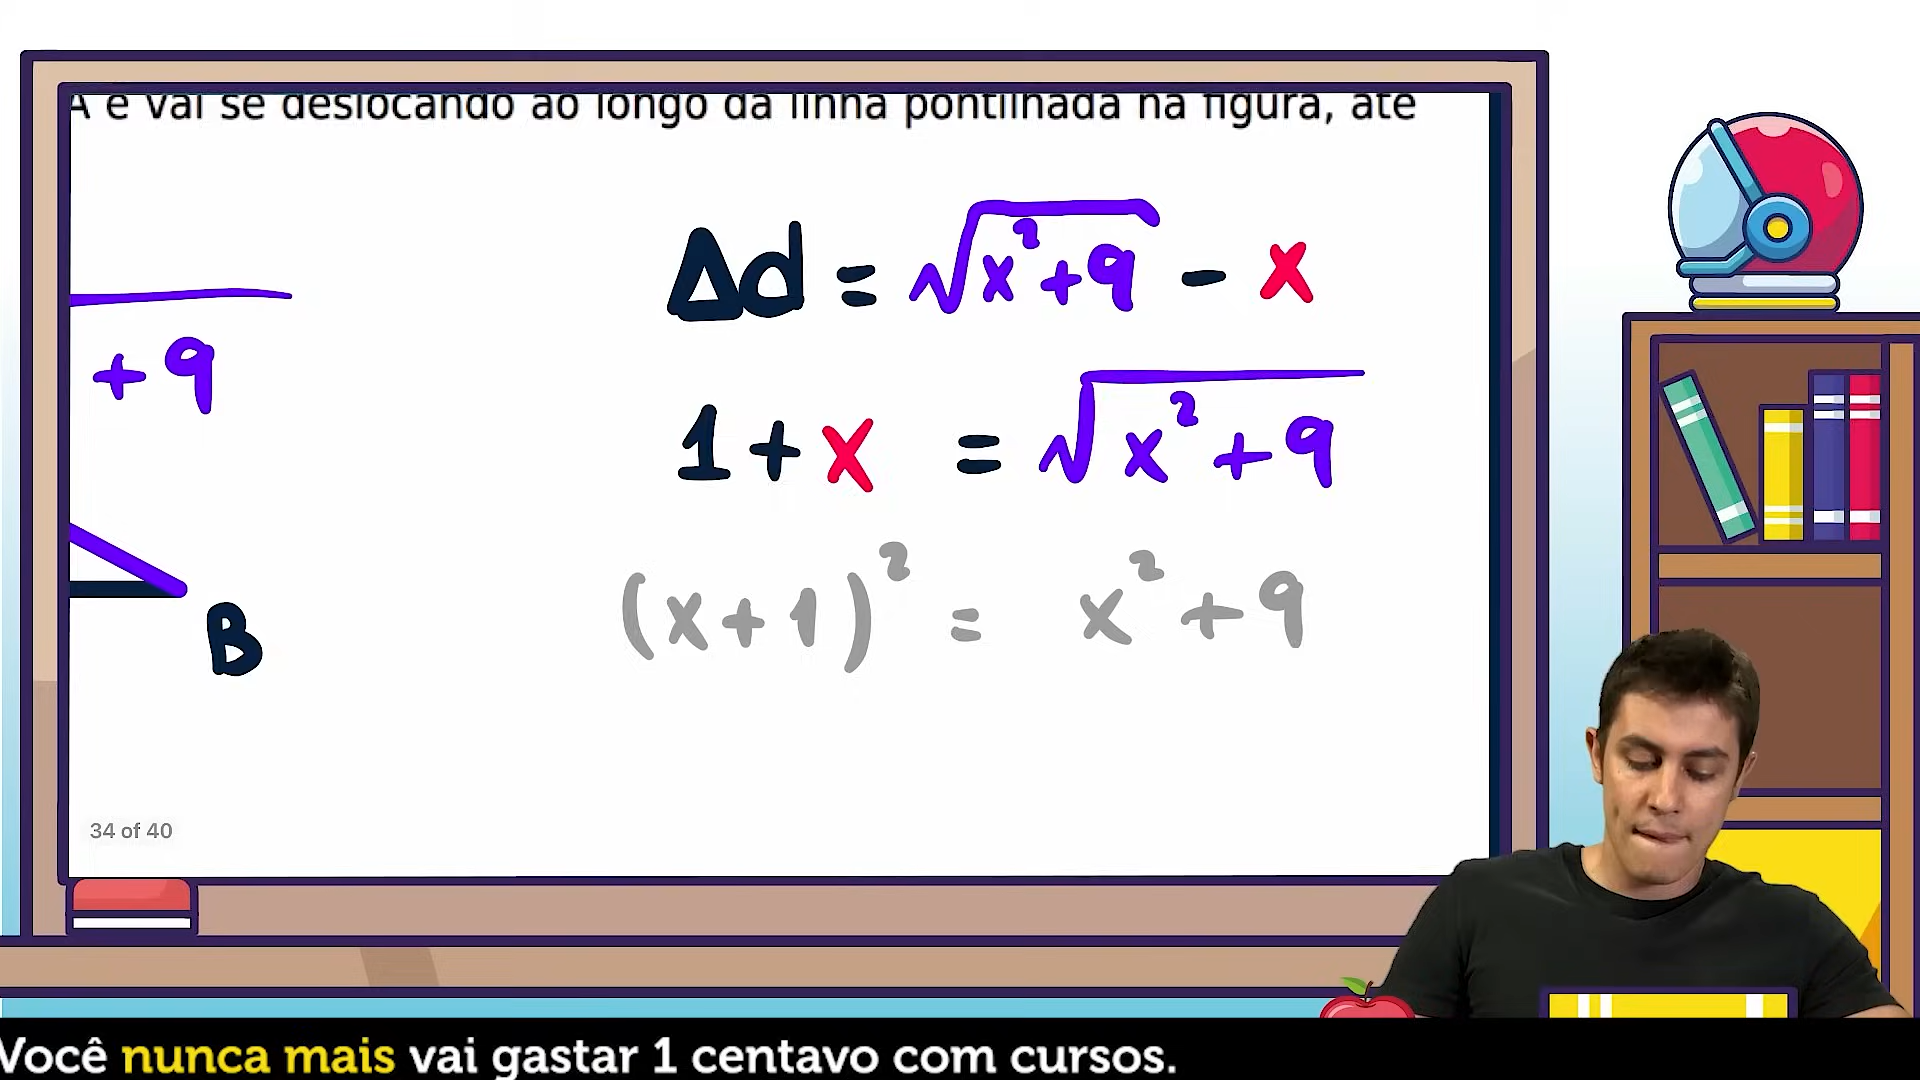 A e vai se deslocando ao longo da linha pontilhada na figura, até
Δd = √x²+9 - x
+ 9
1 + x = √x² + 9
(x + 1)² = x² + 9
B
34 of 40
Você nunca mais vai gastar 1 centavo com cursos.